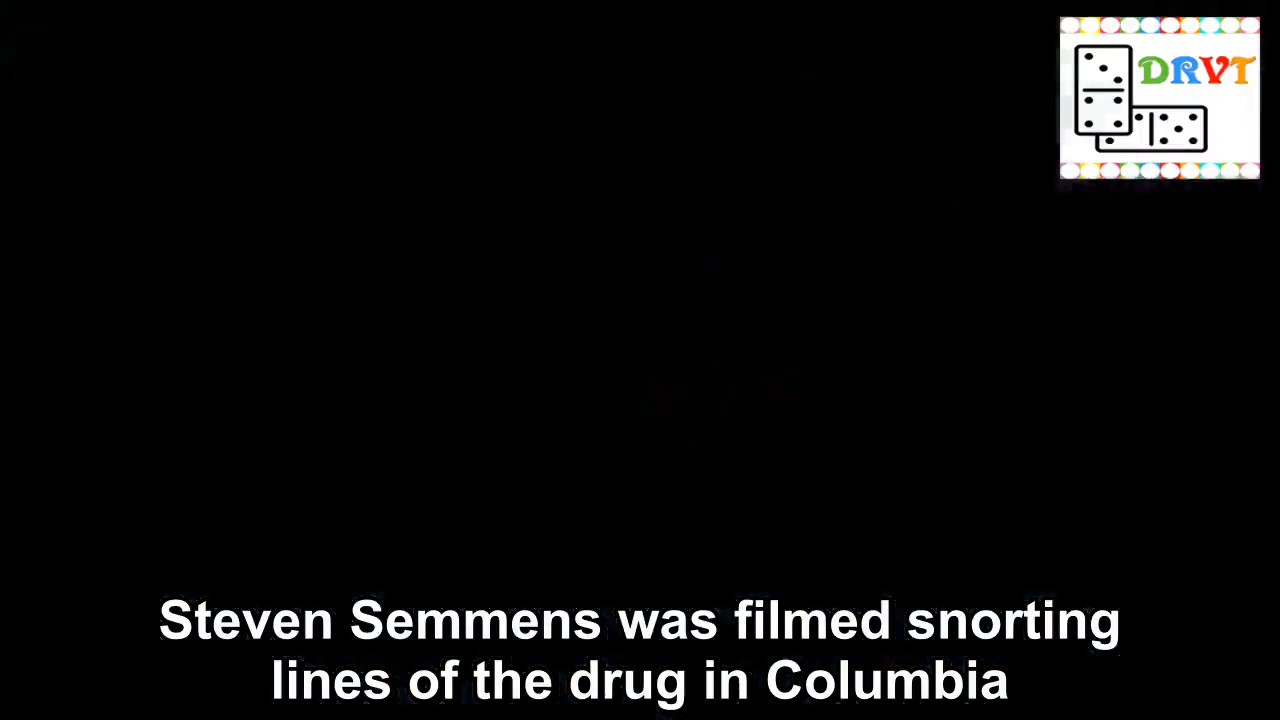 DRVT
Steven Semmens was filmed snorting
lines of the drug in Columbia